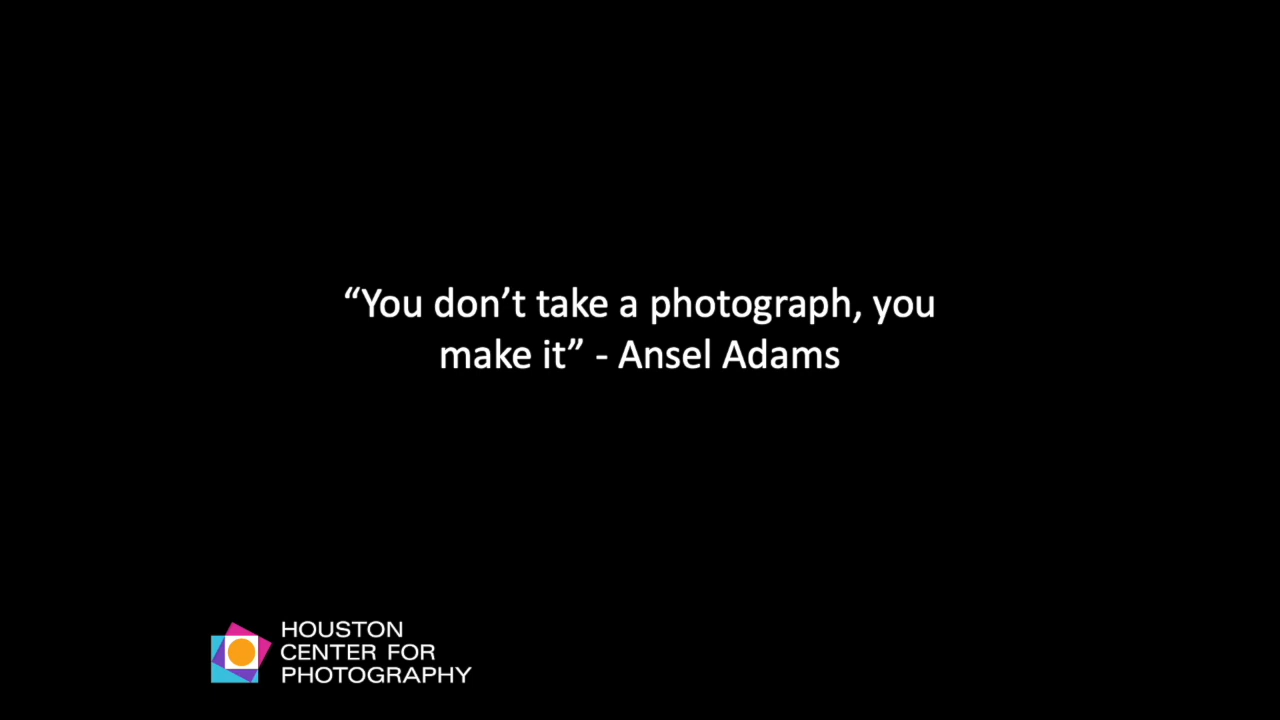 “You don’t take a photograph, you
make it” - Ansel Adams
HOUSTON
CENTER FOR
PHOTOGRAPHY